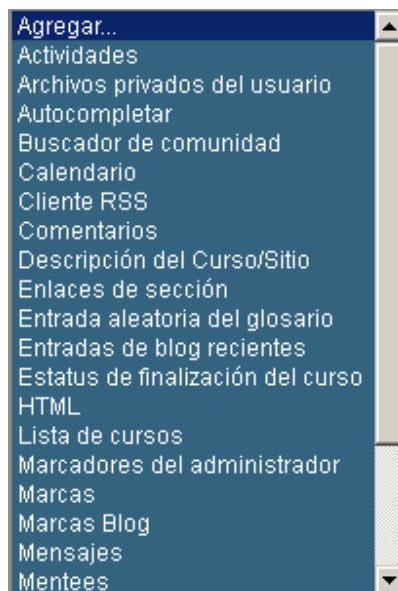 Agregar...
Actividades
Archivos privados del usuario
Autocompletar
Buscador de comunidad
Calendario
Cliente RSS
Comentarios
Descripción del Curso/Sitio
Enlaces de sección
Entrada aleatoria del glosario
Entradas de blog recientes
Estatus de finalización del curso
HTML
Lista de cursos
Marcadores del administrador
Marcas
Marcas Blog
Mensajes
Mentees